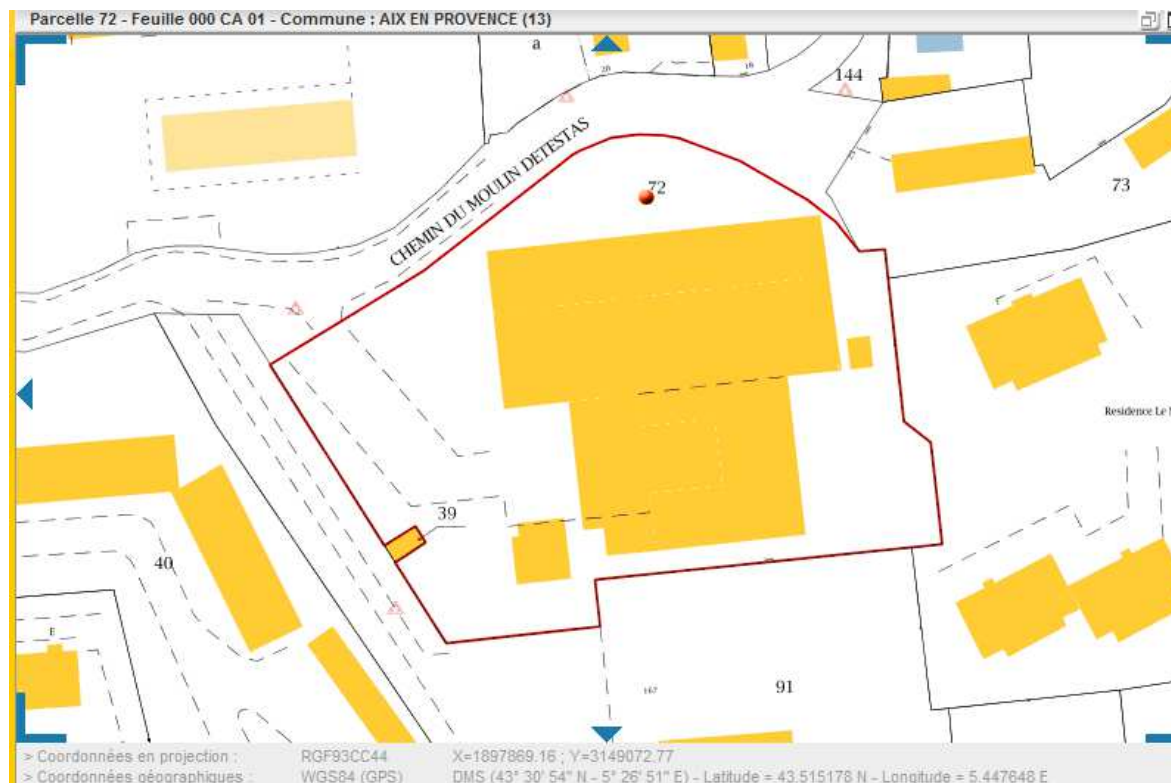 Parcelle 72 - Feuille 000 CA 01 - Commune : AIX EN PROVENCE (13)
a
144
CHEMIN DU MOULIN DETESTAS
72
73
Residence Le
39
40
E
167
91
> Coordonnées en projection : RGF93CC44 X=1897869.16 ; Y=3149072.77
> Coordonnées géographiques : WGS84 (GPS) DMS (43° 30' 54" N - 5° 26' 51" E) - Latitude = 43.515178 N - Longitude = 5.447648 E